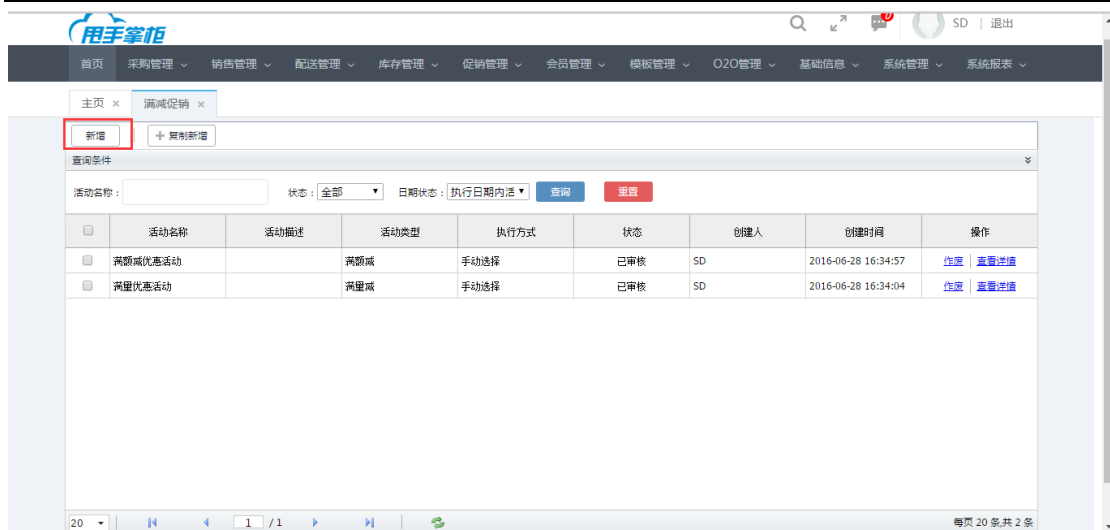 甩手掌柜 0 SD | 退出
首页 采购管理 销售管理 配送管理 库存管理 促销管理 会员管理 模板管理 O2O管理 基础信息 系统管理 系统报表
主页 × 满减促销 ×
新增 + 复制新增
查询条件
活动名称: 状态: 全部 日期状态: 执行日期内活 查询 重置
活动名称 活动描述 活动类型 执行方式 状态 创建人 创建时间 操作
满额减优惠活动 满额减 手动选择 已审核 SD 2016-06-28 16:34:57 作废 查看详情
满量优惠活动 满量减 手动选择 已审核 SD 2016-06-28 16:34:04 作废 查看详情
20 1 /1 每页 20 条,共 2 条